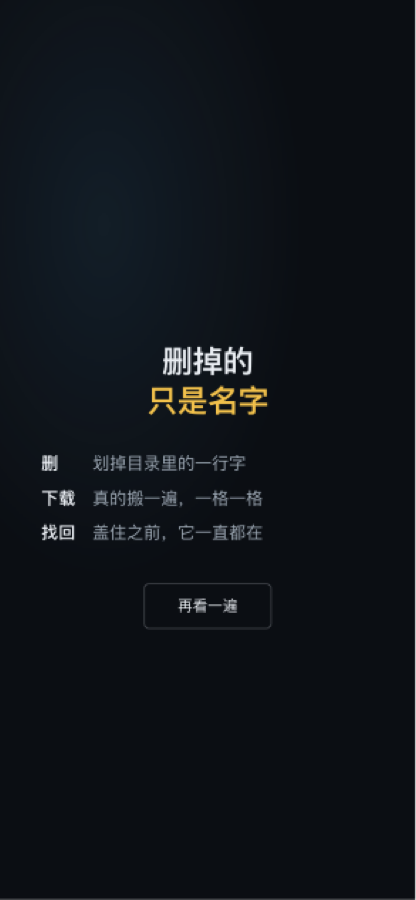 删掉的
只是名字
删 划掉目录里的一行字
下载 真的搬一遍，一格一格
找回 盖住之前，它一直都在
再看一遍